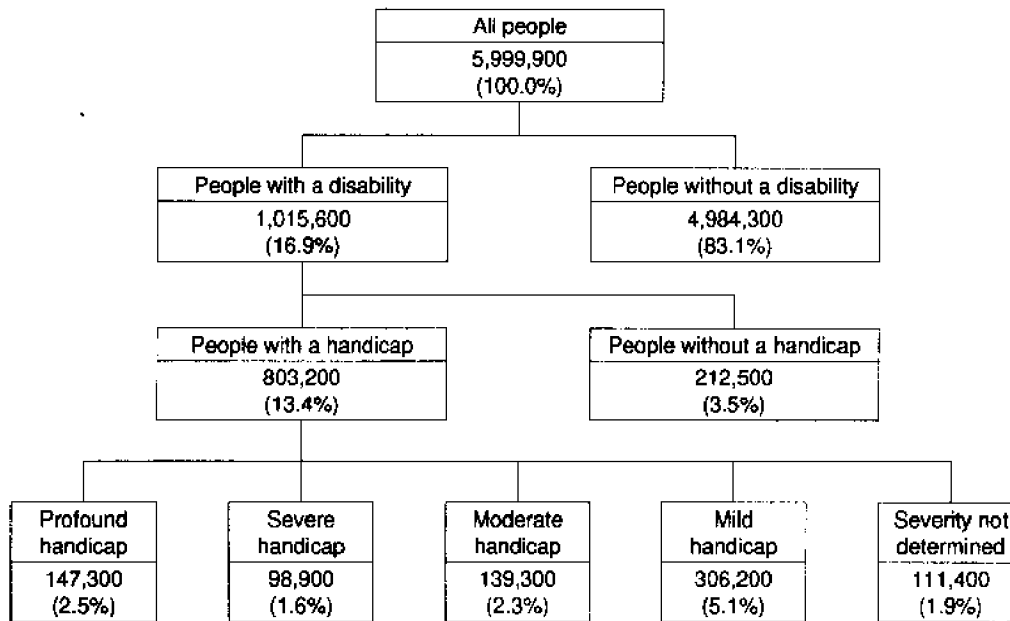 All people
5,999,900
(100.0%)
People with a disability
1,015,600
(16.9%)
People without a disability
4,984,300
(83.1%)
People with a handicap
803,200
(13.4%)
People without a handicap
212,500
(3.5%)
Profound
handicap
147,300
(2.5%)
Severe
handicap
98,900
(1.6%)
Moderate
handicap
139,300
(2.3%)
Mild
handicap
306,200
(5.1%)
Severity not
determined
111,400
(1.9%)